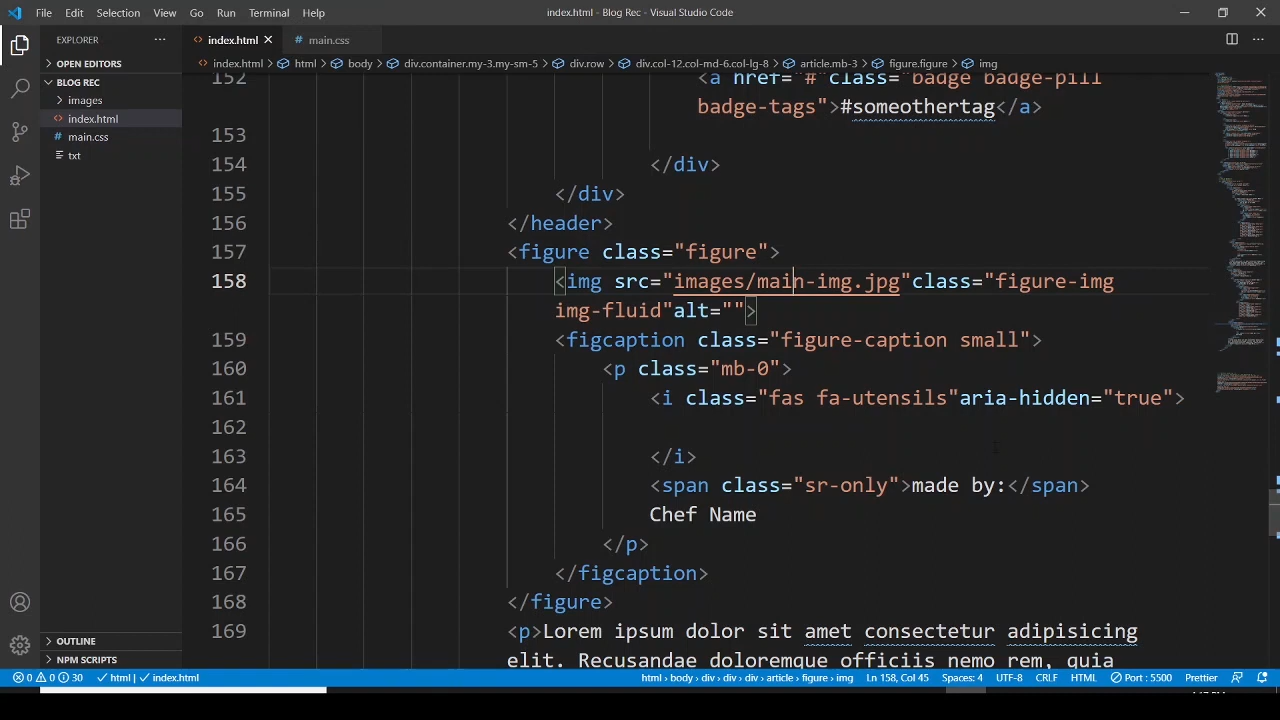 File Edit Selection View Go Run Terminal Help
index.html - Blog Rec - Visual Studio Code
EXPLORER
index.html
main.css
OPEN EDITORS
index.html > html > body > div.container.my-3.my-sm-5 > div.row > div.col-12.col-md-6.col-lg-8 > article.mb-3 > figure.figure > img
BLOG REC
images
index.html
main.css
txt
OUTLINE
NPM SCRIPTS
152 <a href="#"class="badge badge-pill
badge-tags">#someothertag</a>
153
154 </div>
155 </div>
156 </header>
157 <figure class="figure">
158 <img src="images/main-img.jpg"class="figure-img
img-fluid"alt="">
159 <figcaption class="figure-caption small">
160 <p class="mb-0">
161 <i class="fas fa-utensils"aria-hidden="true">
162
163 </i>
164 <span class="sr-only">made by:</span>
165 Chef Name
166 </p>
167 </figcaption>
168 </figure>
169 <p>Lorem ipsum dolor sit amet consectetur adipisicing
elit. Recusandae doloremque officiis nemo rem, quia
0 0 30 html | index.html
html > body > div > div > article > figure > img Ln 158, Col 45 Spaces: 4 UTF-8 CRLF HTML Port : 5500 Prettier